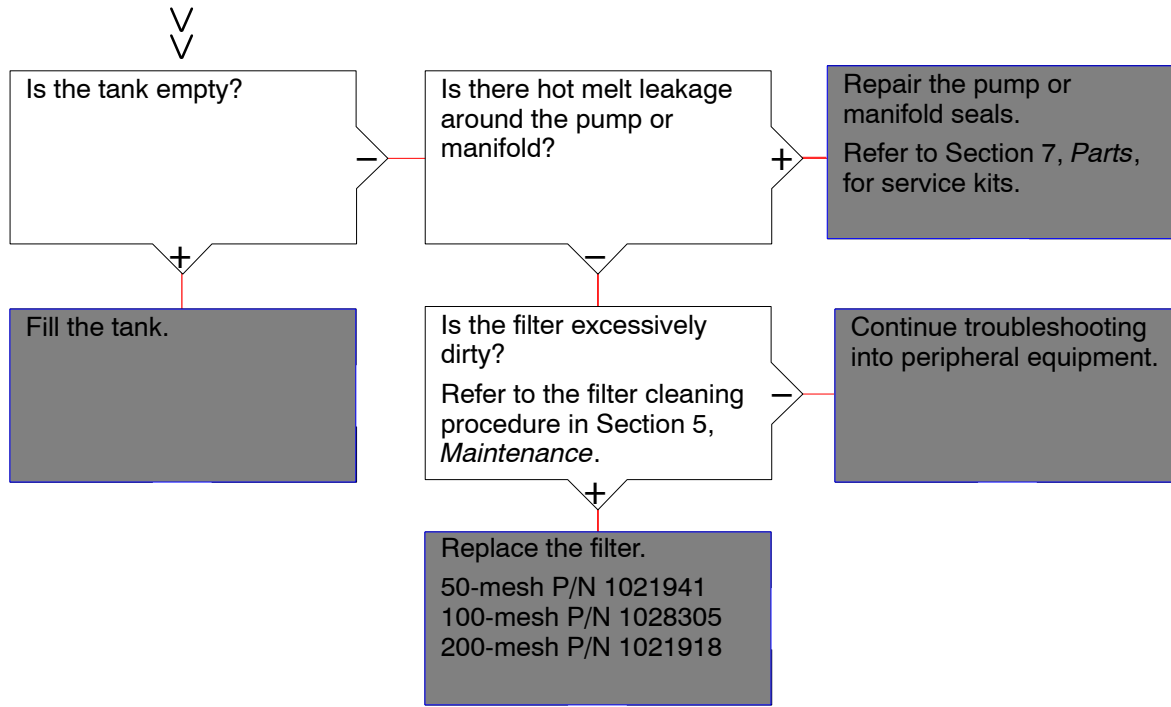 Is the tank empty?
–
+
Is there hot melt leakage
around the pump or
manifold?
+
–
Repair the pump or
manifold seals.
Refer to Section 7, Parts,
for service kits.
Fill the tank.
Is the filter excessively
dirty?
Refer to the filter cleaning
procedure in Section 5,
Maintenance.
–
+
Continue troubleshooting
into peripheral equipment.
Replace the filter.
50-mesh P/N 1021941
100-mesh P/N 1028305
200-mesh P/N 1021918